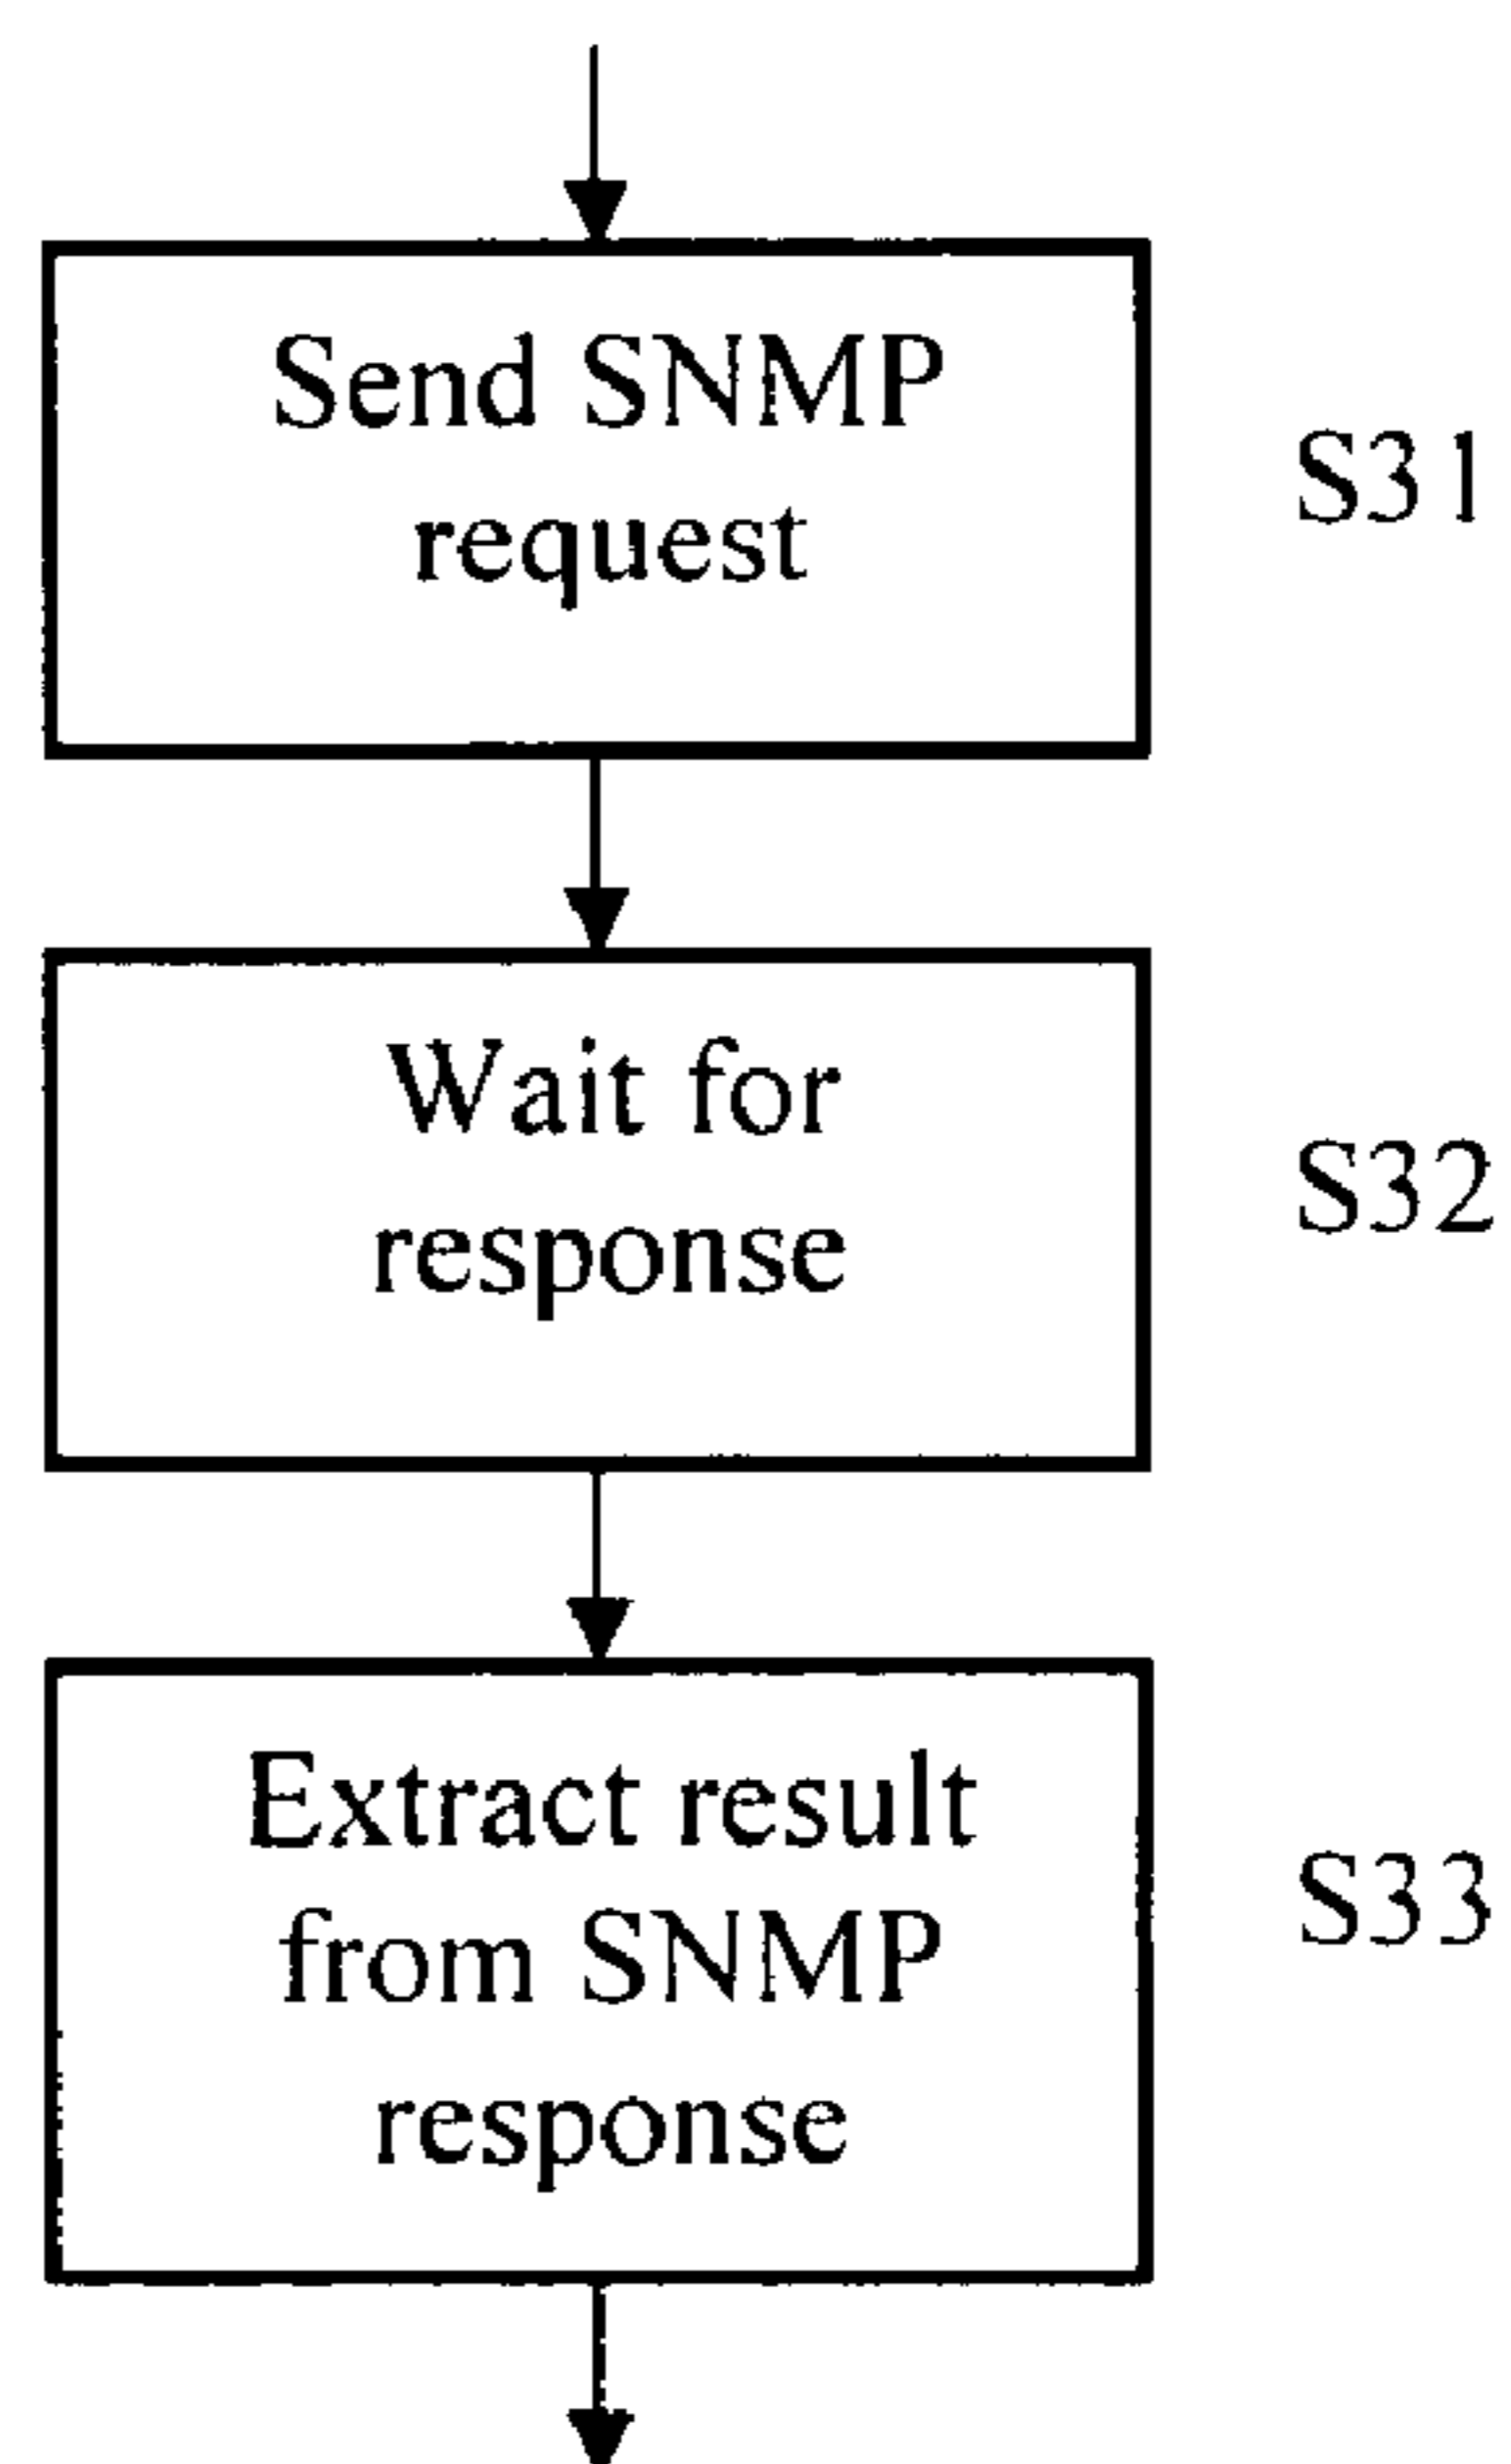 Send SNMP
request
S31
Wait for
response
S32
Extract result
from SNMP
response
S33